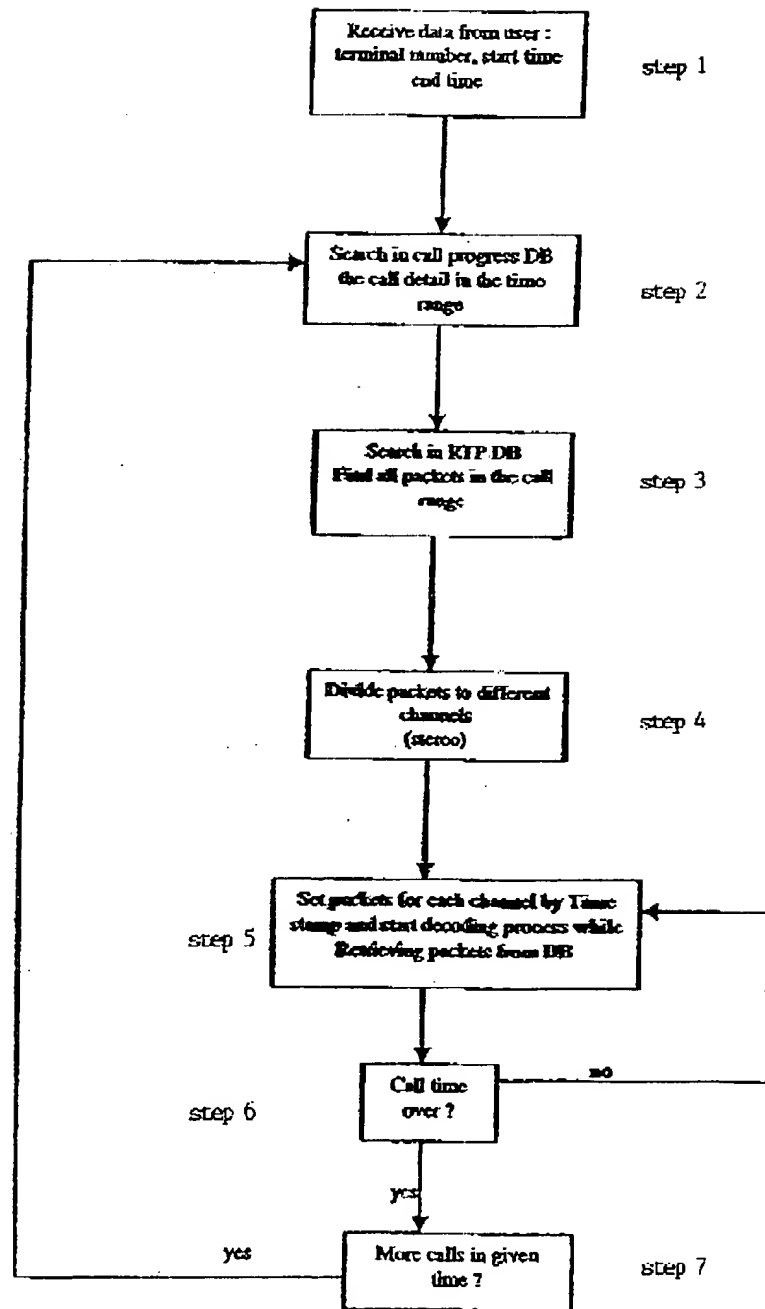 Receive data from user :
terminal number, start time
end time
step 1
Search in call progress DB
the call detail in the time
range
step 2
Search in RTP DB
Find all packets in the call
range
step 3
Divide packets to different
channels
(stereo)
step 4
Set packets for each channel by Time
stamp and start decoding process while
Retrieving packets from DB
step 5
Call time
over ?
no
step 6
yes
More calls in given
time ?
yes
step 7